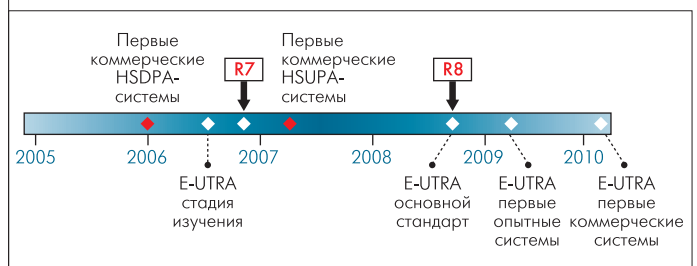 Первые
коммерческие
HSDPA-
системы
R7
Первые
коммерческие
HSUPA-
системы
R8
2005 2006 2007 2008 2009 2010
E-UTRA
стадия
изучения
E-UTRA
основной
стандарт
E-UTRA
первые
опытные
системы
E-UTRA
первые
коммерческие
системы